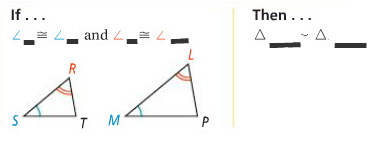 If . . .
Then . . .
∠ _ ≅ ∠ _ and ∠ _ ≅ ∠ _
△ _ ~ △ _
R
L
S
T
M
P